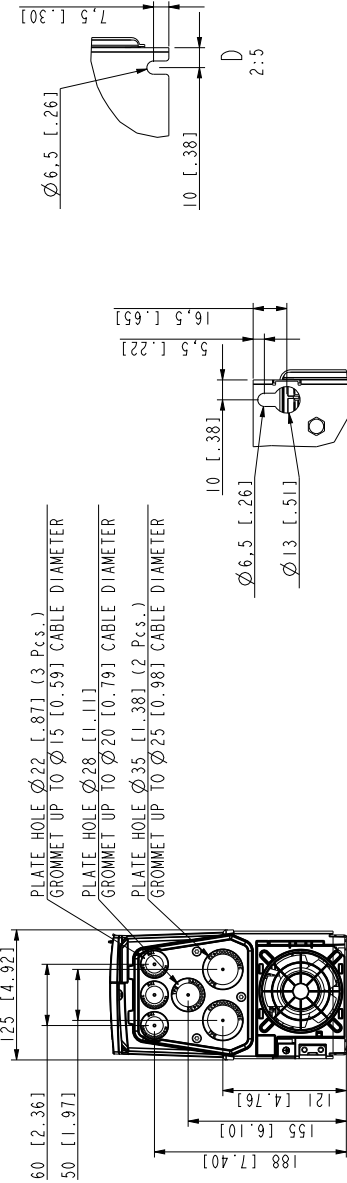 7,5 [.30]
Ø6,5 [.26]
10 [.38]
D
2:5
16,5 [.65]
5,5 [.22]
10 [.38]
Ø6,5 [.26]
Ø13 [.51]
PLATE HOLE Ø22 [.87] (3 Pcs.)
GROMMET UP TO Ø15 [0.59] CABLE DIAMETER
PLATE HOLE Ø28 [1.11]
GROMMET UP TO Ø20 [0.79] CABLE DIAMETER
PLATE HOLE Ø35 [1.38] (2 Pcs.)
GROMMET UP TO Ø25 [0.98] CABLE DIAMETER
125 [4.92]
60 [2.36]
50 [1.97]
121 [4.76]
155 [6.10]
188 [7.40]